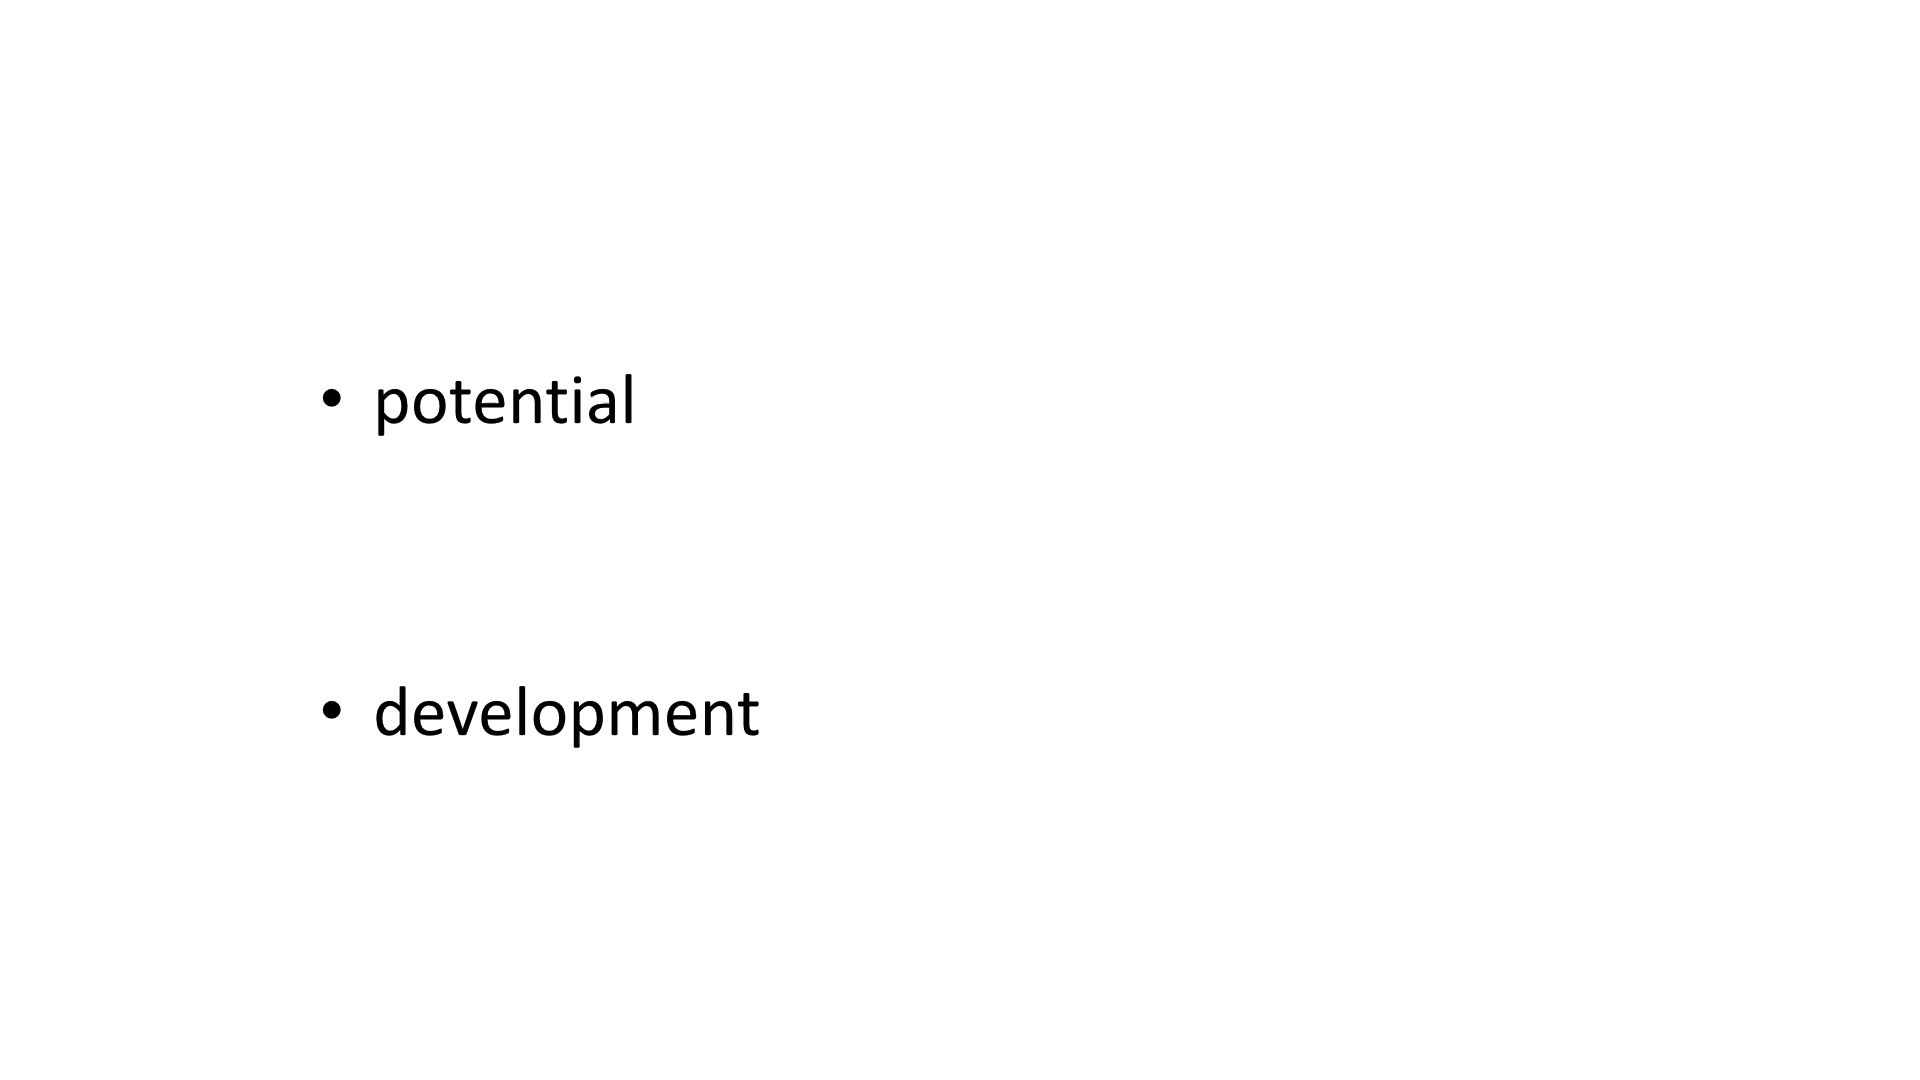 • potential
• development